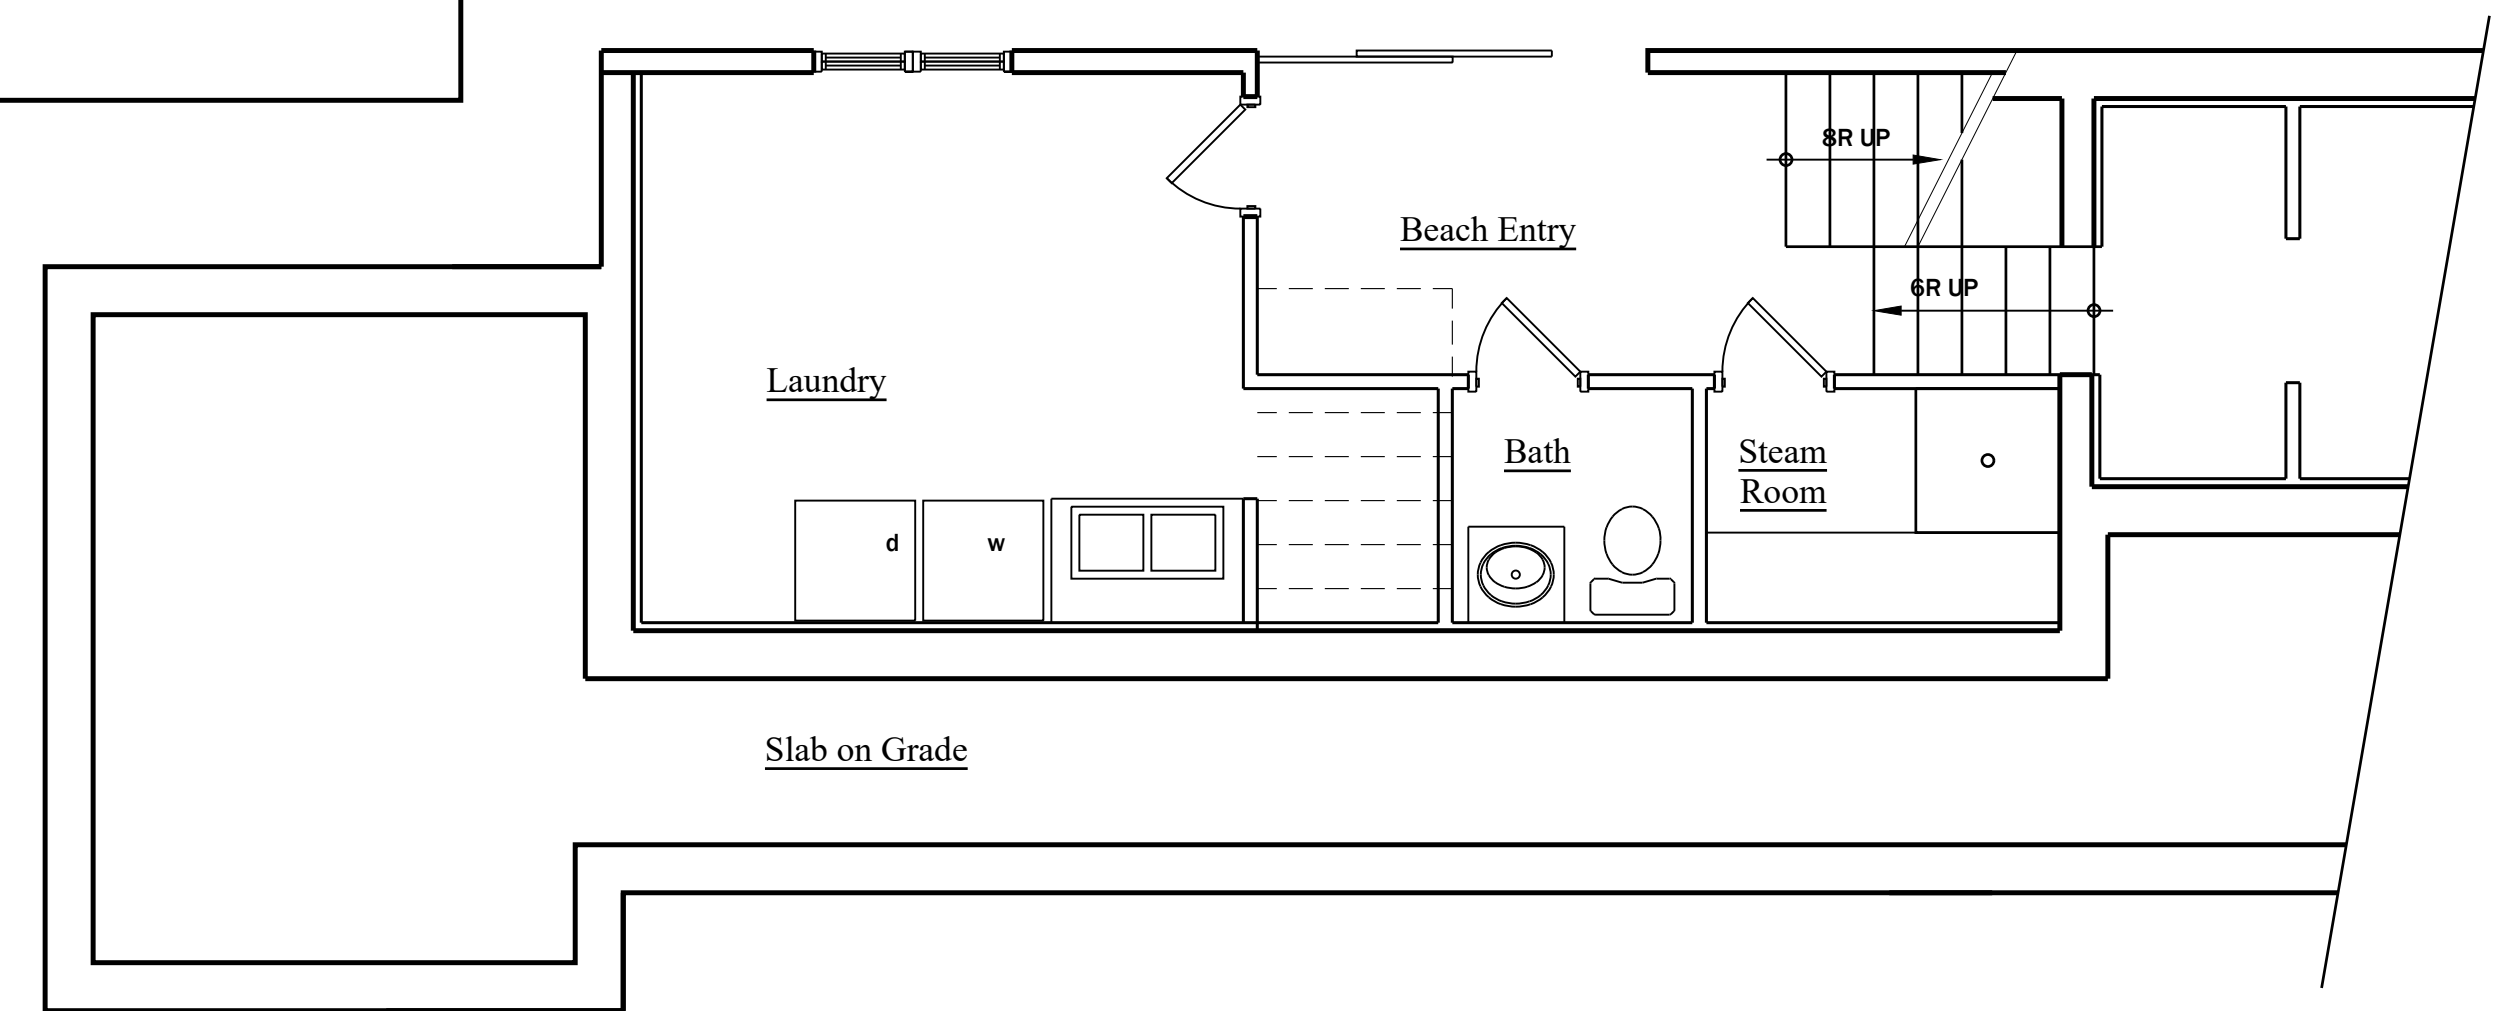 8R UP
Beach Entry
6R UP
Laundry
Bath
Steam
Room
d
w
Slab on Grade